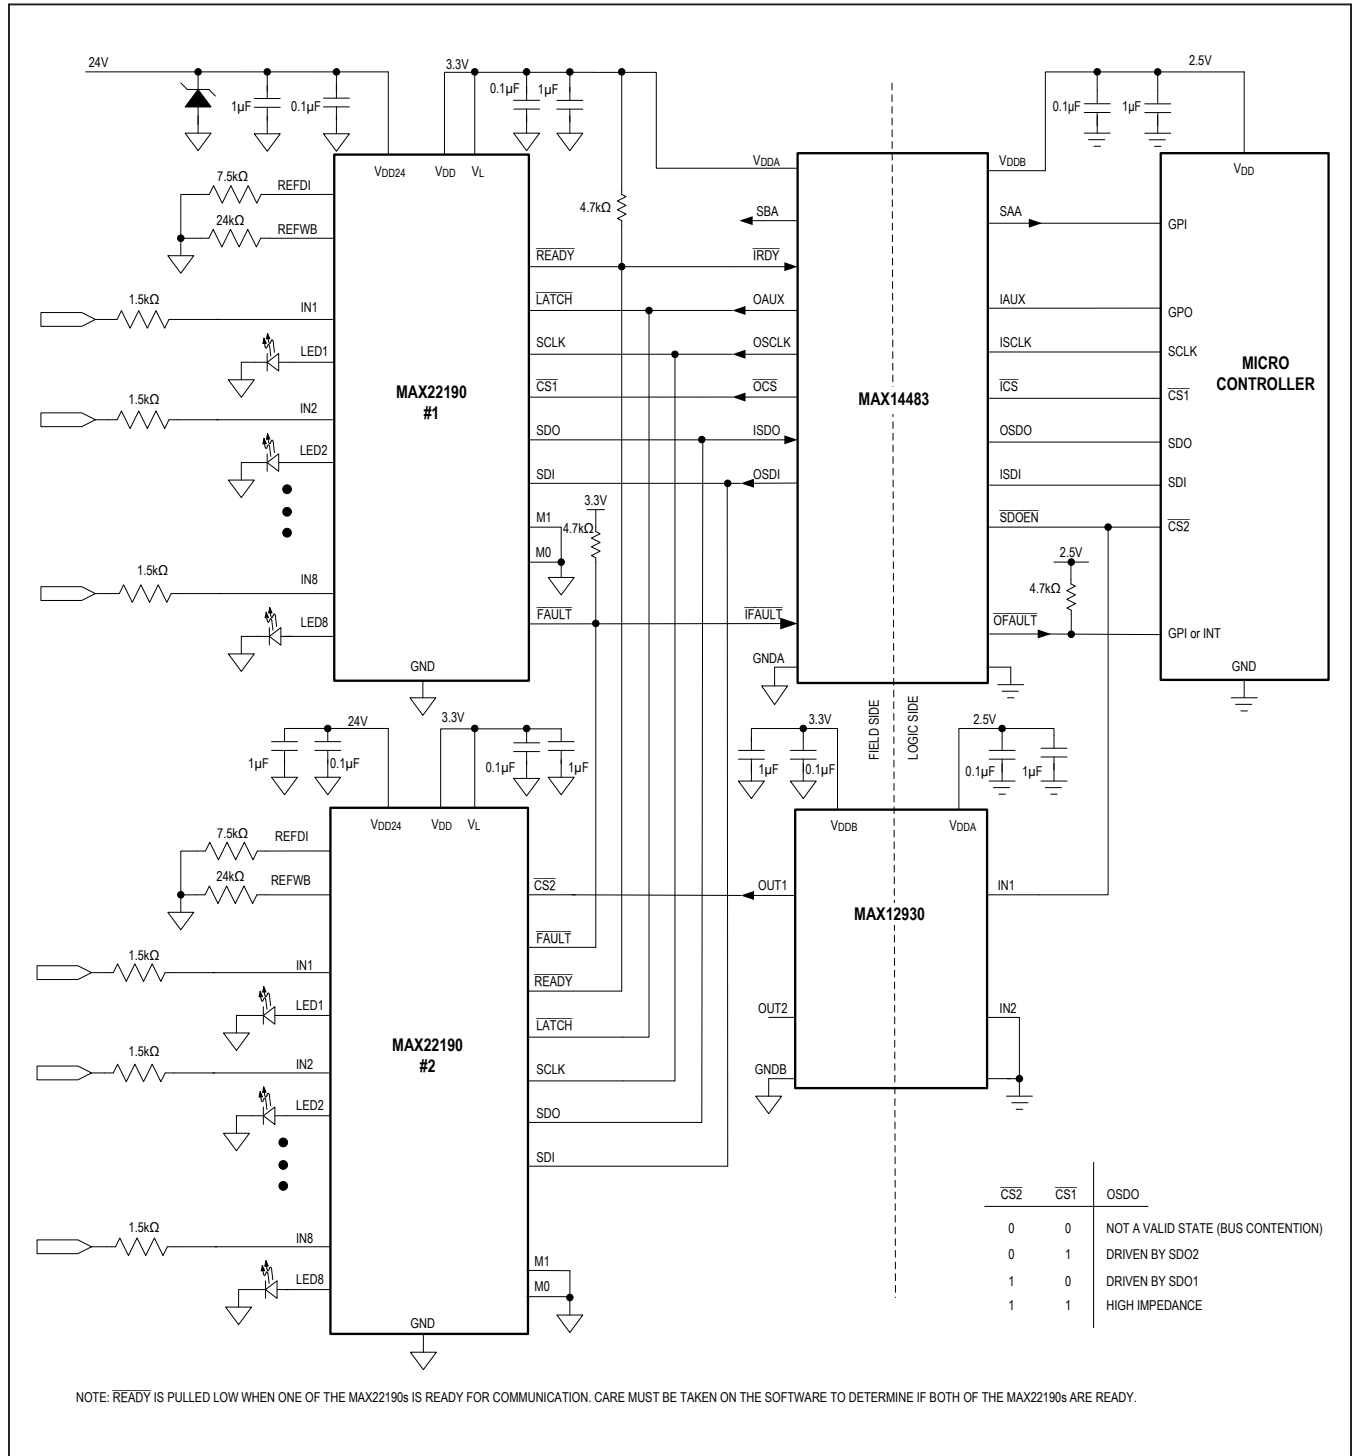 24V
3.3V
2.5V
1µF
0.1µF
0.1µF
1µF
0.1µF
1µF
VDD24
VDD
VL
VDDA
VDDB
VDD
7.5kΩ
REFDI
24kΩ
REFWB
4.7kΩ
SBA
SAA
GPI
READY
IRDY
1.5kΩ
IN1
LATCH
OAUX
IAUX
GPO
LED1
SCLK
OSCLK
ISCLK
SCLK
MICRO
CONTROLLER
MAX22190
#1
CS1
OCS
MAX14483
ICS
CS1
1.5kΩ
IN2
SDO
ISDO
OSDO
SDO
LED2
SDI
OSDI
ISDI
SDI
3.3V
M1
4.7kΩ
SDOEN
CS2
M0
2.5V
1.5kΩ
IN8
4.7kΩ
FAULT
IFAULT
OFAULT
GPI or INT
LED8
GND
GNDA
GND
FIELD SIDE
LOGIC SIDE
24V
3.3V
3.3V
2.5V
1µF
0.1µF
0.1µF
1µF
1µF
0.1µF
0.1µF
1µF
VDD24
VDD
VL
VDDB
VDDA
7.5kΩ
REFDI
24kΩ
REFWB
CS2
OUT1
IN1
MAX12930
FAULT
1.5kΩ
IN1
READY
LED1
OUT2
IN2
LATCH
MAX22190
#2
1.5kΩ
IN2
SCLK
GNDB
LED2
SDO
SDI
CS2 CS1 OSDO
0 0 NOT A VALID STATE (BUS CONTENTION)
0 1 DRIVEN BY SDO2
1 0 DRIVEN BY SDO1
1 1 HIGH IMPEDANCE
1.5kΩ
IN8
M1
LED8
M0
GND
NOTE: READY IS PULLED LOW WHEN ONE OF THE MAX22190s IS READY FOR COMMUNICATION. CARE MUST BE TAKEN ON THE SOFTWARE TO DETERMINE IF BOTH OF THE MAX22190s ARE READY.